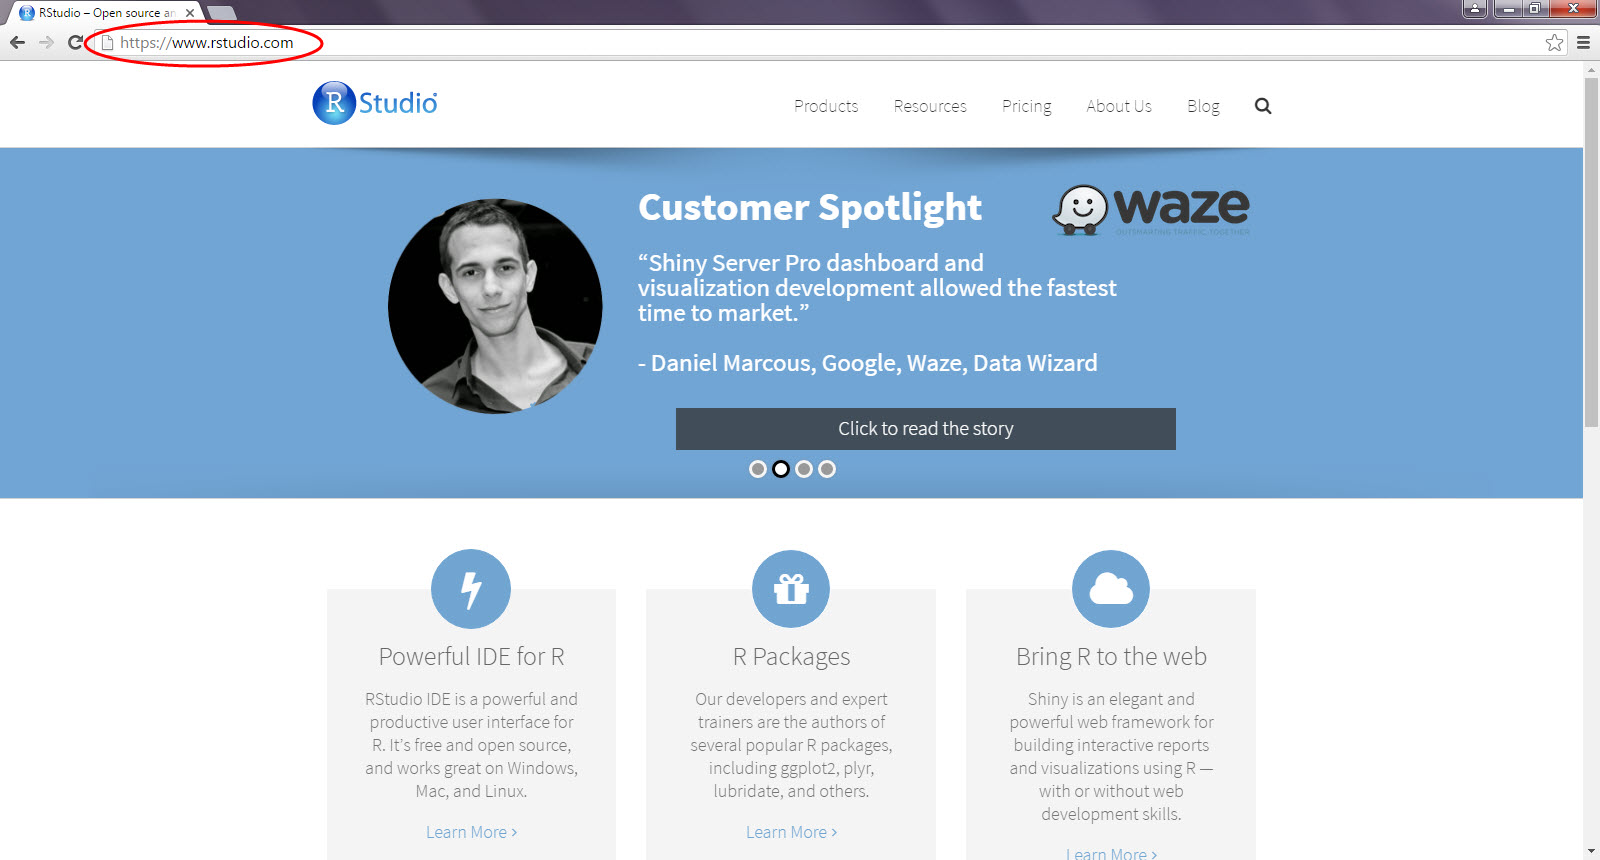 RStudio – Open source an
https://www.rstudio.com
R Studio
Products Resources Pricing About Us Blog
Customer Spotlight
waze
OUTSMARTING TRAFFIC, TOGETHER
“Shiny Server Pro dashboard and
visualization development allowed the fastest
time to market.”
- Daniel Marcous, Google, Waze, Data Wizard
Click to read the story
Powerful IDE for R
RStudio IDE is a powerful and
productive user interface for
R. It’s free and open source,
and works great on Windows,
Mac, and Linux.
Learn More
R Packages
Our developers and expert
trainers are the authors of
several popular R packages,
including ggplot2, plyr,
lubridate, and others.
Learn More
Bring R to the web
Shiny is an elegant and
powerful web framework for
building interactive reports
and visualizations using R —
with or without web
development skills.
Learn More